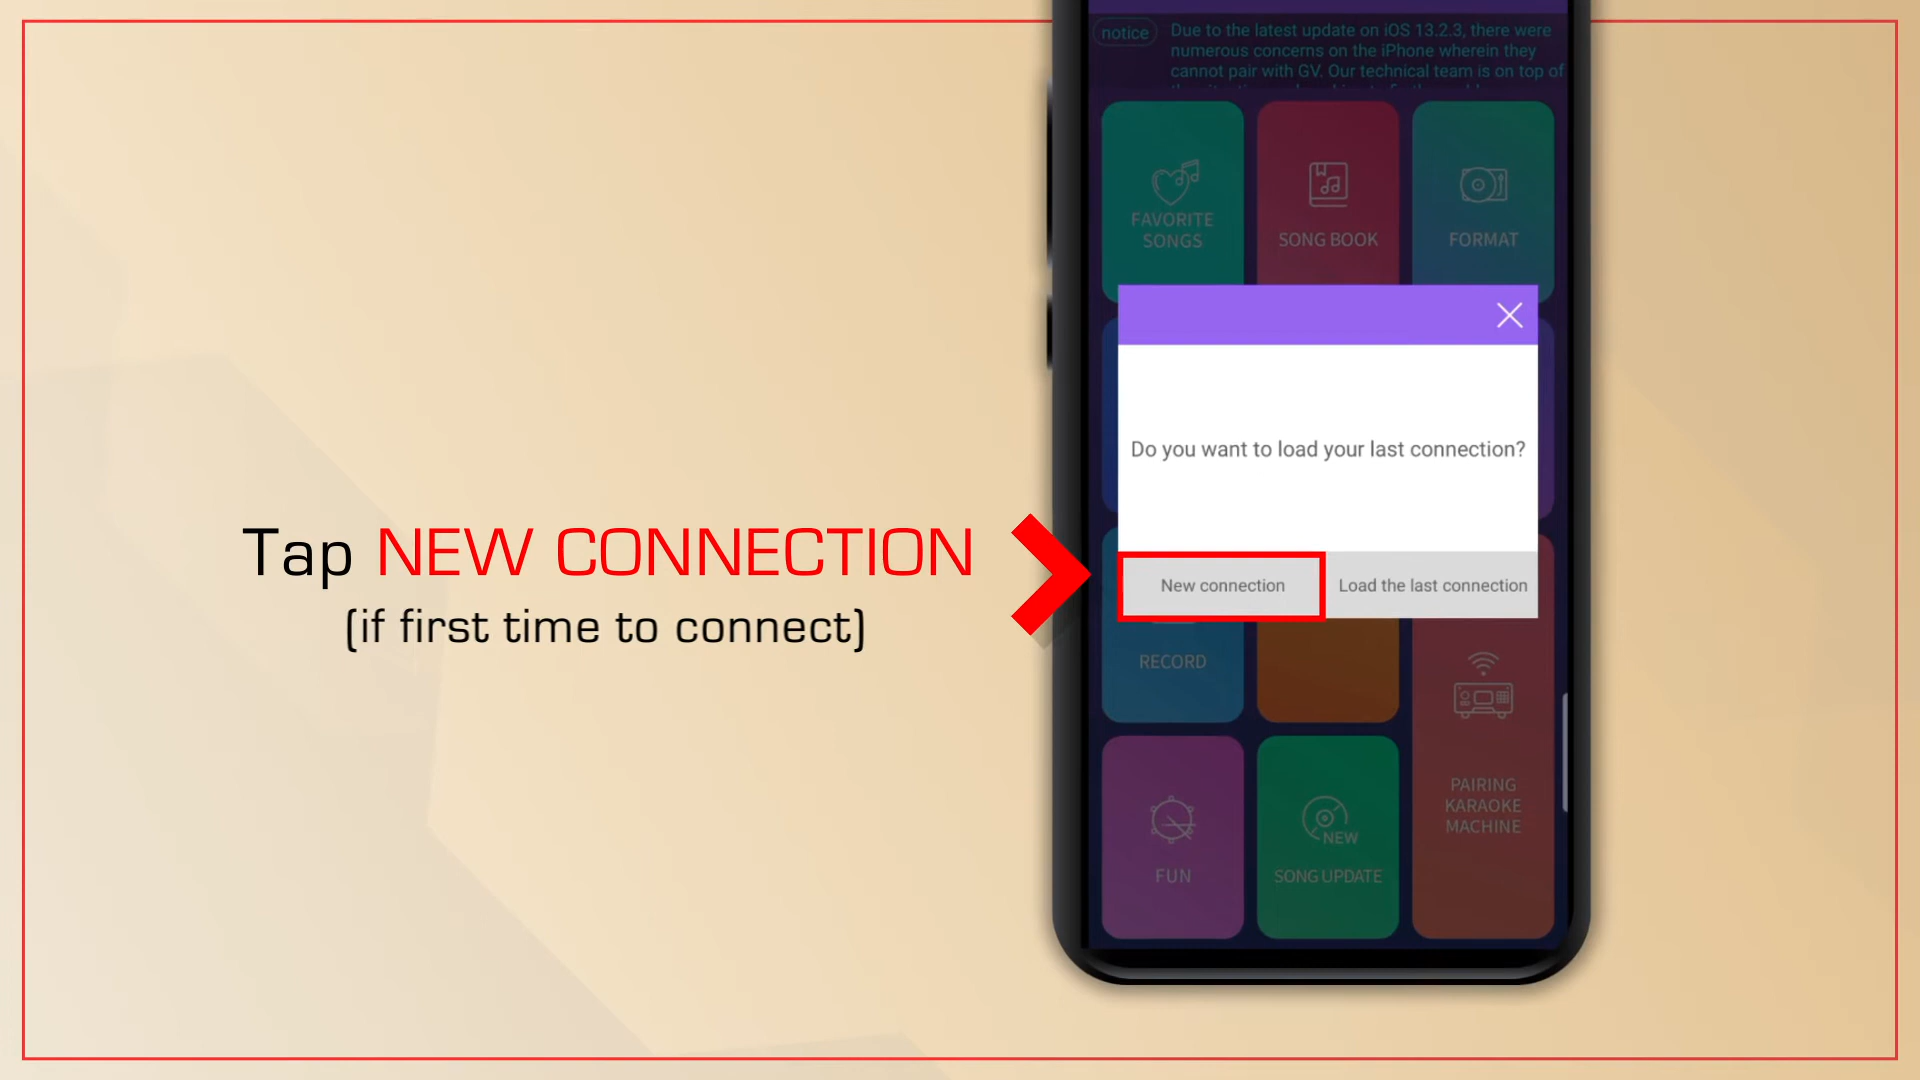 notice
Due to the latest update on iOS 13.2.3, there were
numerous concerns on the iPhone wherein they
cannot pair with GV. Our technical team is on top of
FAVORITE
SONGS
SONG BOOK
FORMAT
Do you want to load your last connection?
Tap NEW CONNECTION
(if first time to connect)
New connection
Load the last connection
RECORD
PAIRING
KARAOKE
MACHINE
NEW
FUN
SONG UPDATE